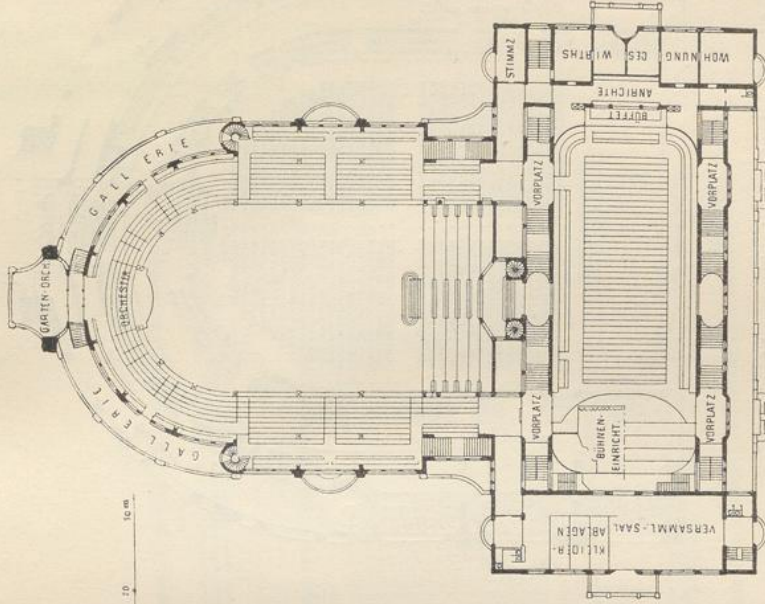 STIMMZ
WOHNUNG DES WIRTHS
ANRICHTE
BUFFET
GALLERIE
VORPLATZ
VORPLATZ
GARTEN-ORCH
ORCHESTER
GALLERIE
VORPLATZ
VORPLATZ
BÜHNEN-
EINRICHT.
KLEIDER-
ABLAGEN
VERSAMML.-SAAL
10 m
20